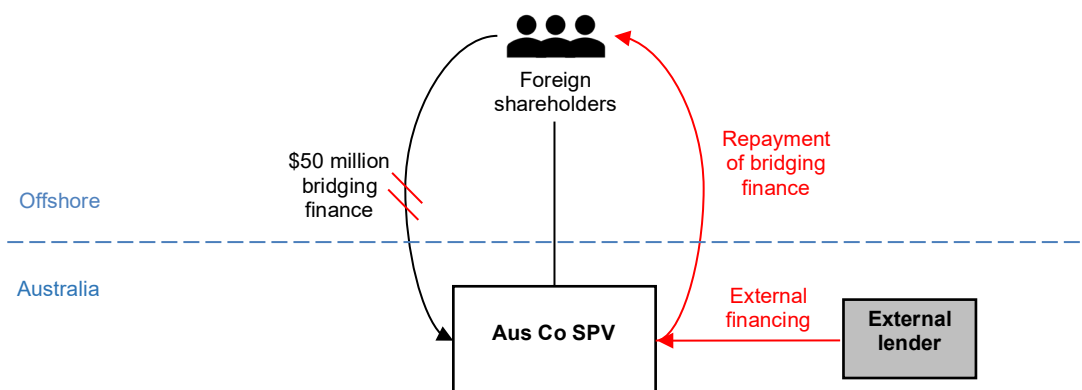 Foreign
shareholders
$50 million
bridging
finance
Repayment
of bridging
finance
Offshore
Australia
External
financing
Aus Co SPV
External
lender